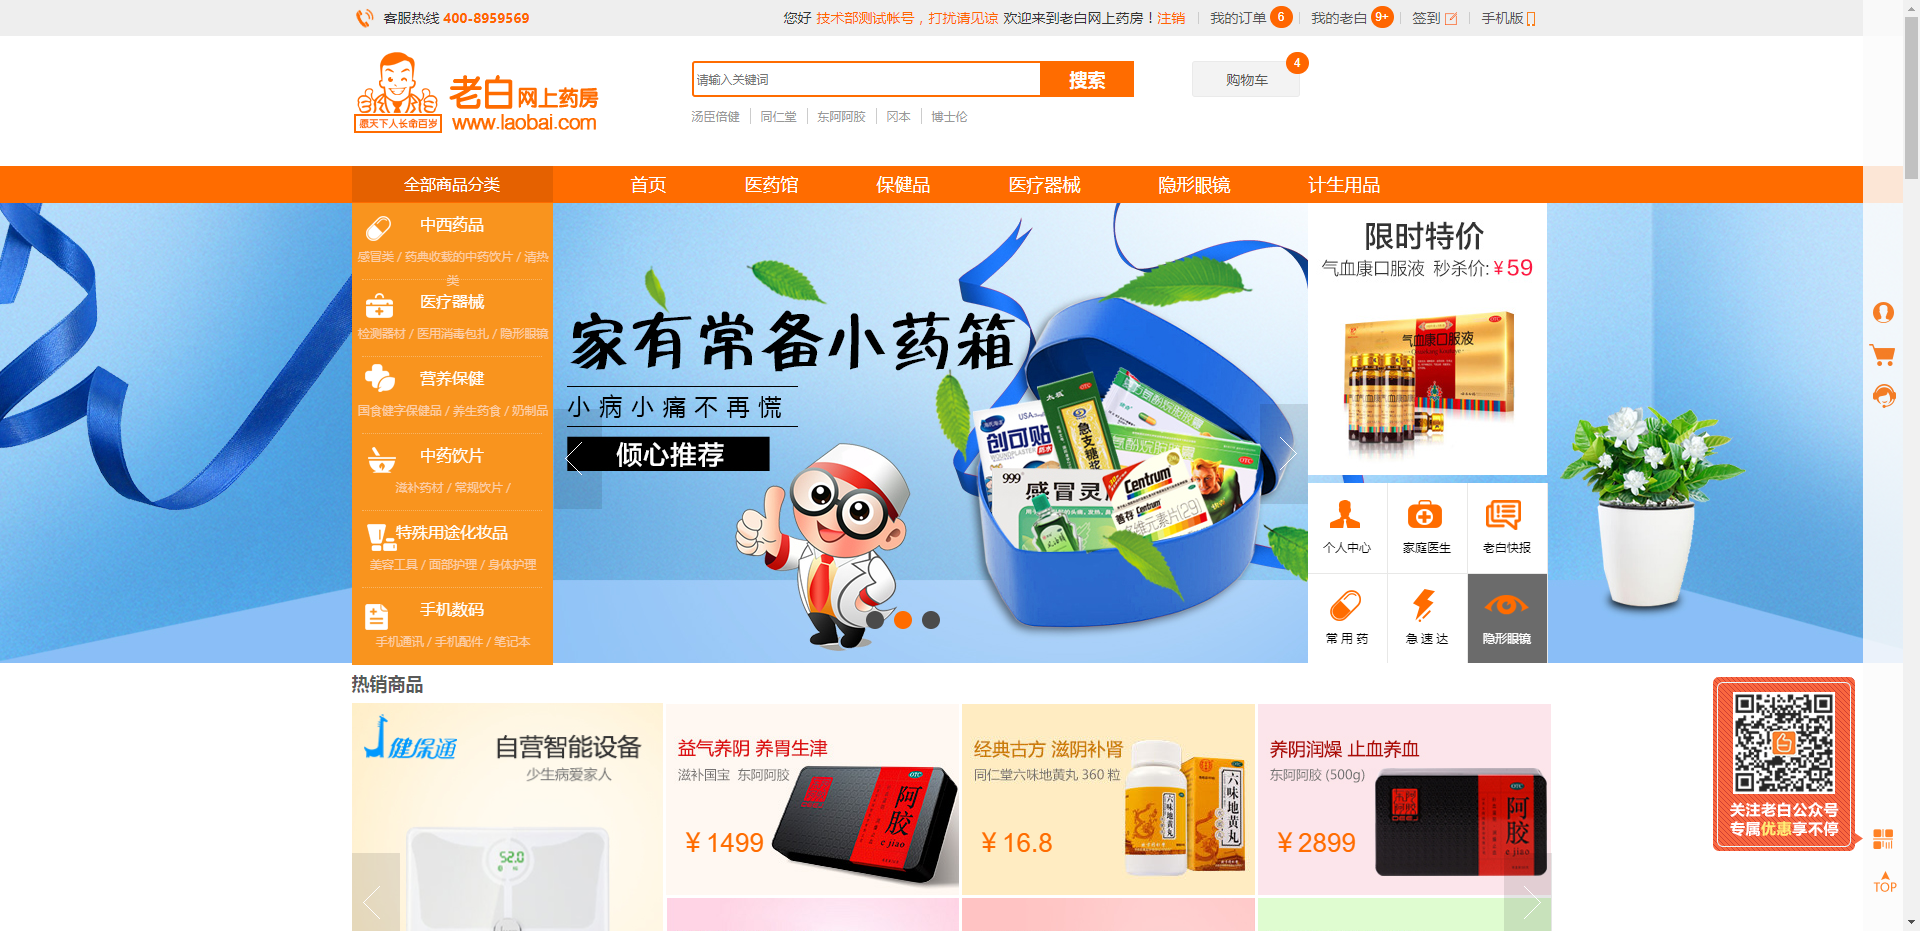 客服热线 400-8959569
您好 技术部测试帐号，打扰请见谅 欢迎来到老白网上药房！注销
我的订单 6
我的老白 9+
签到
手机版
愿天下人长命百岁
老白网上药房
www.laobai.com
请输入关键词
搜索
购物车 4
汤臣倍健
同仁堂
东阿阿胶
冈本
博士伦
全部商品分类
首页
医药馆
保健品
医疗器械
隐形眼镜
计生用品
中西药品
感冒类 / 药典收载的中药饮片 / 清热
类
医疗器械
检测器材 / 医用消毒包扎 / 隐形眼镜
营养保健
国食健字保健品 / 养生药食 / 奶制品
中药饮片
滋补药材 / 常规饮片 /
特殊用途化妆品
美容工具 / 面部护理 / 身体护理
手机数码
手机通讯 / 手机配件 / 笔记本
家有常备小药箱
小病小痛不再慌
倾心推荐
创可贴
急支糖浆
999
感冒灵
Centrum
善存 Centrum
OTC
限时特价
气血康口服液 秒杀价:¥59
气血康口服液
个人中心
家庭医生
老白快报
常用药
急速达
隐形眼镜
热销商品
健保通
自营智能设备
少生病爱家人
52.0
益气养阴 养胃生津
滋补国宝 东阿阿胶
¥1499
OTC
阿胶
e jiao
经典古方 滋阴补肾
同仁堂六味地黄丸 360 粒
¥16.8
六味地黄丸
六味地黄丸
养阴润燥 止血养血
东阿阿胶 (500g)
¥2899
OTC
阿胶
e jiao
关注老白公众号
专属优惠享不停
TOP